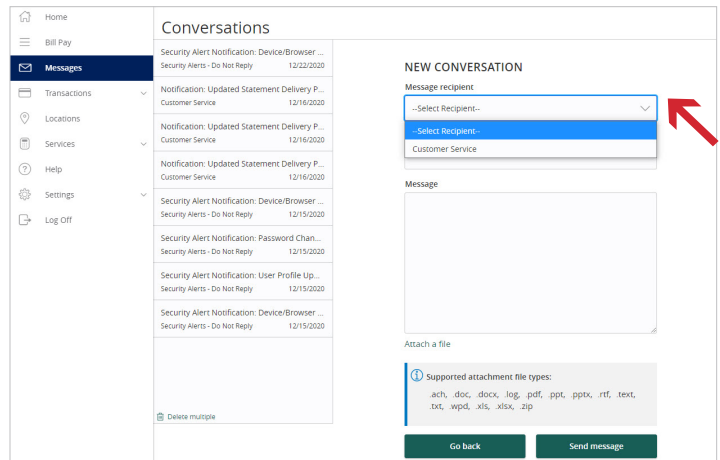 Home
Bill Pay
Messages
Transactions
Locations
Services
Help
Settings
Log Off
Conversations
Security Alert Notification: Device/Browser ...
Security Alerts - Do Not Reply 12/22/2020
Notification: Updated Statement Delivery P...
Customer Service 12/16/2020
Notification: Updated Statement Delivery P...
Customer Service 12/16/2020
Notification: Updated Statement Delivery P...
Customer Service 12/16/2020
Security Alert Notification: Device/Browser ...
Security Alerts - Do Not Reply 12/15/2020
Security Alert Notification: Password Chan...
Security Alerts - Do Not Reply 12/15/2020
Security Alert Notification: User Profile Up...
Security Alerts - Do Not Reply 12/15/2020
Security Alert Notification: Device/Browser ...
Security Alerts - Do Not Reply 12/15/2020
Delete multiple
NEW CONVERSATION
Message recipient
--Select Recipient--
--Select Recipient--
Customer Service
Message
Attach a file
Supported attachment file types:
.ach, .doc, .docx, .log, .pdf, .ppt, .pptx, .rtf, .text,
.txt, .wpd, .xls, .xlsx, .zip
Go back
Send message